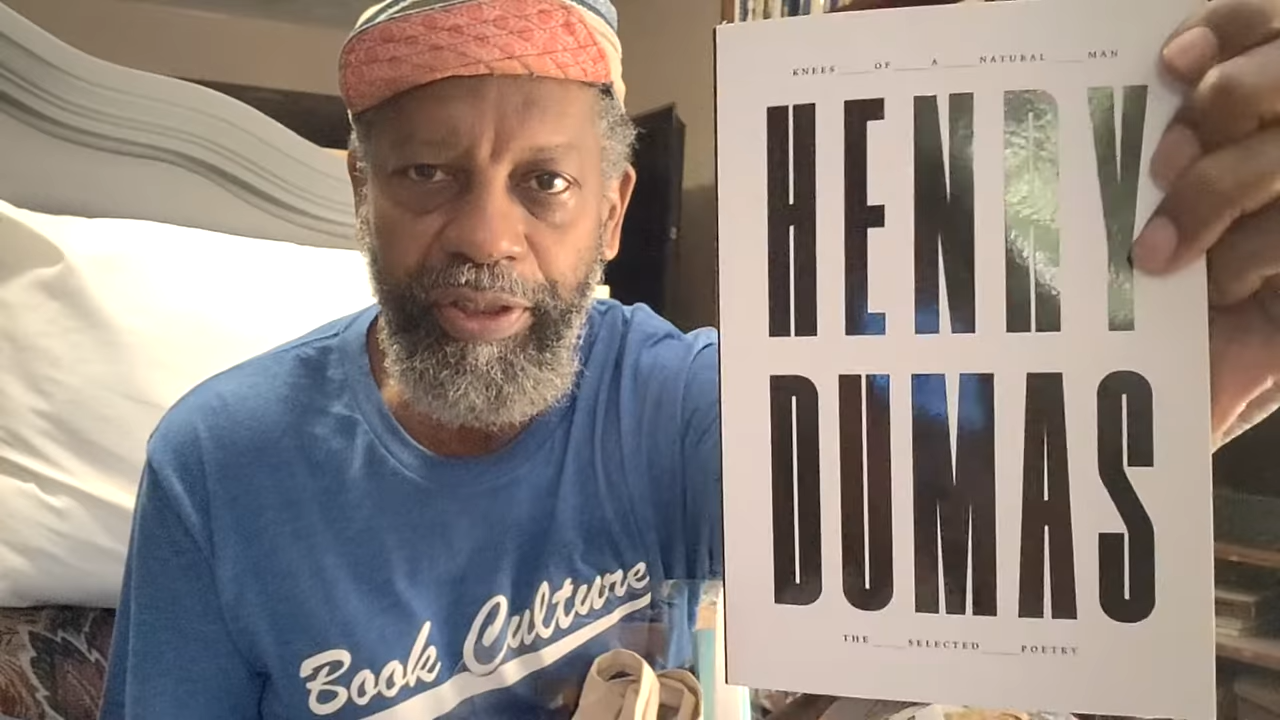 KNEES OF A NATURAL MAN
HENRY
DUMAS
THE SELECTED POETRY
Book Culture